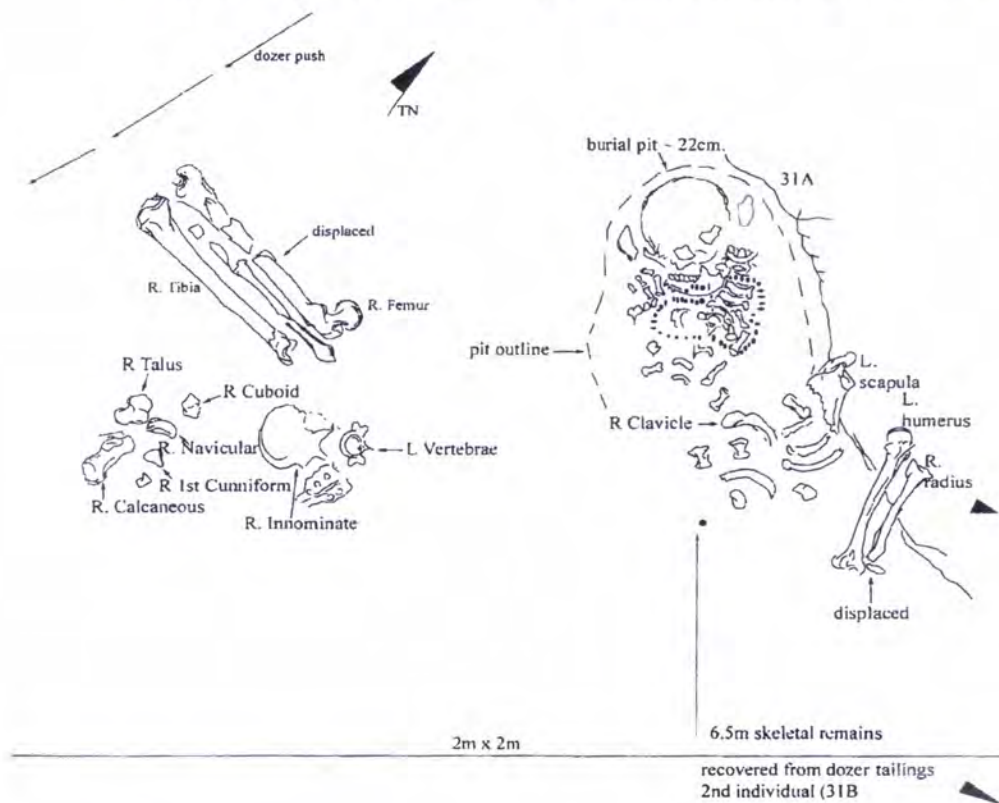 dozer push
TN
burial pit - 22cm.
31A
displaced
R. Tibia
R. Femur
pit outline
L.
scapula
L.
humerus
R Talus
R Cuboid
R Clavicle
R.
radius
R. Navicular
L Vertebrae
R 1st Cunniform
R. Calcaneous
R. Innominate
displaced
6.5m skeletal remains
2m x 2m
recovered from dozer tailings
2nd individual (31B